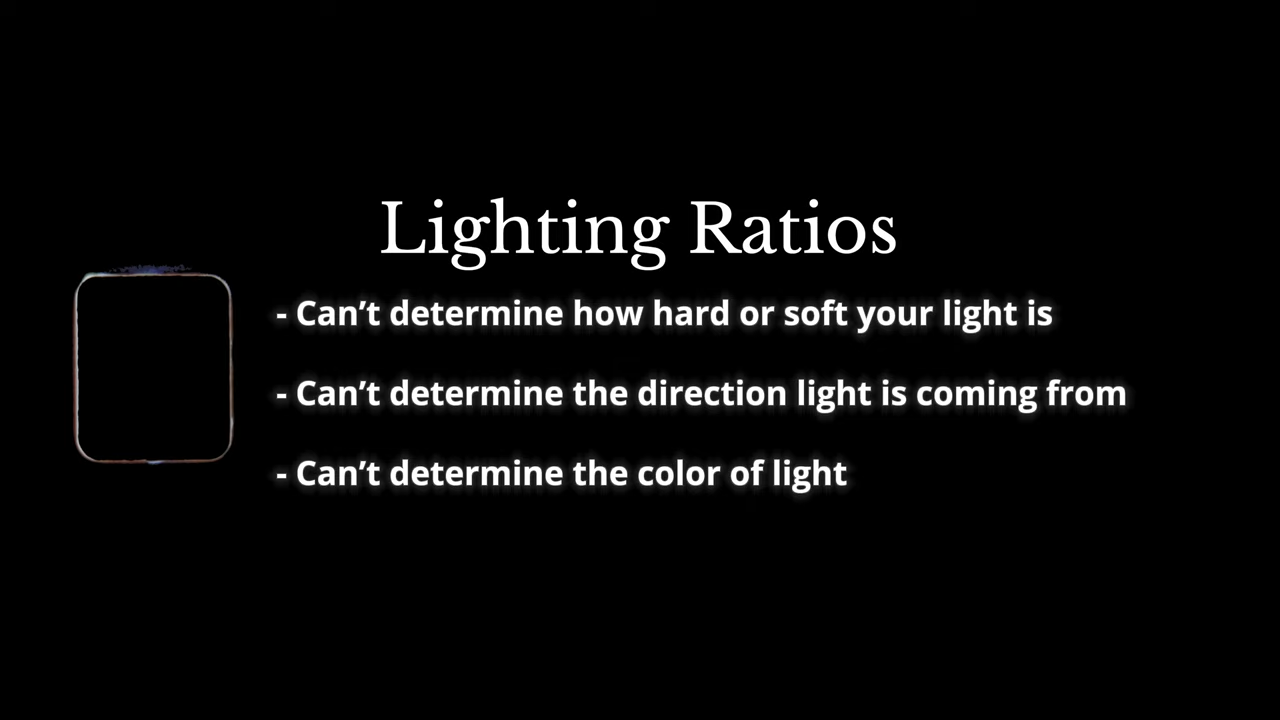 Lighting Ratios
- Can’t determine how hard or soft your light is
- Can’t determine the direction light is coming from
- Can’t determine the color of light